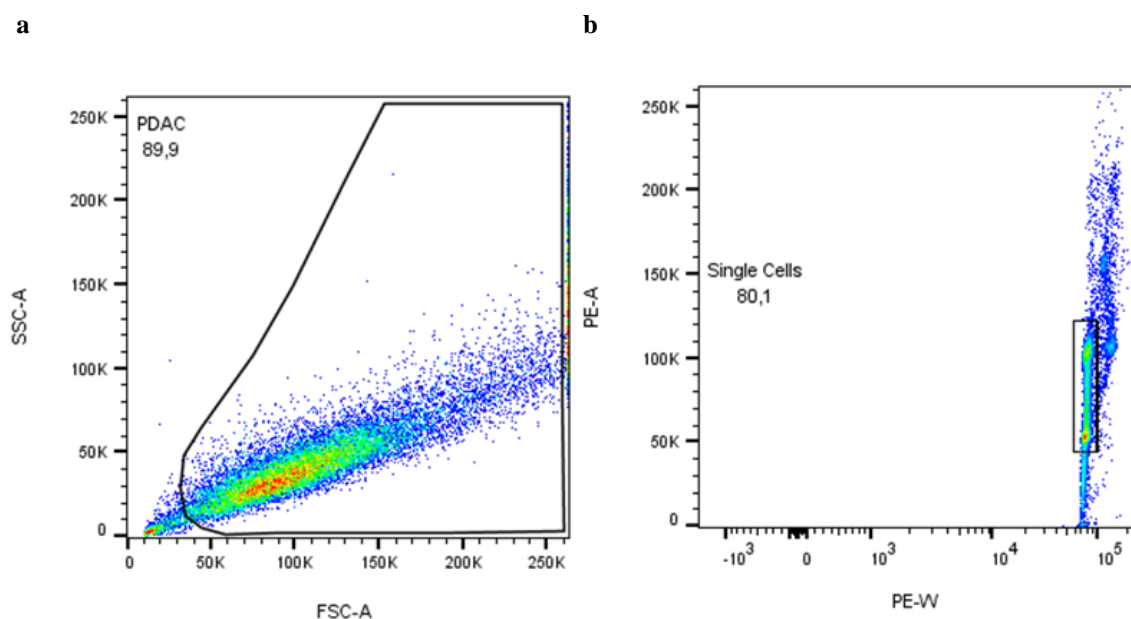 a
b
PDAC
89,9
250K
200K
150K
100K
50K
0
SSC-A
0
50K
100K
150K
200K
250K
FSC-A
Single Cells
80,1
250K
200K
150K
100K
50K
0
PE-A
-10³
0
10³
10⁴
10⁵
PE-W